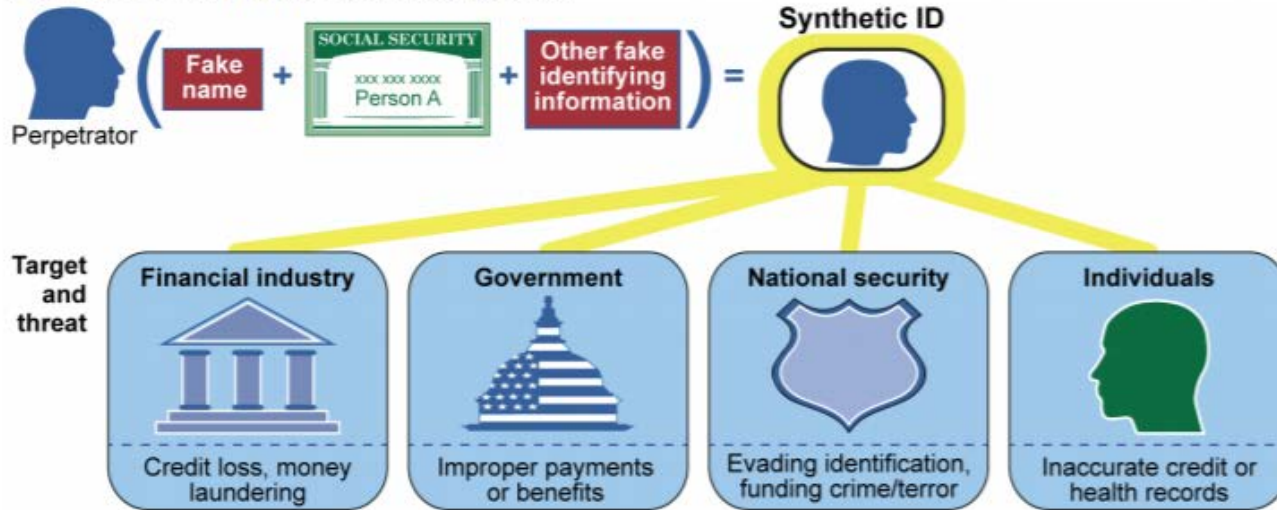 Synthetic ID
Fake
name
+
SOCIAL SECURITY
xxx xxx xxxx
Person A
+
Other fake
identifying
information
=
Perpetrator
Target
and
threat
Financial industry
Credit loss, money
laundering
Government
Improper payments
or benefits
National security
Evading identification,
funding crime/terror
Individuals
Inaccurate credit or
health records